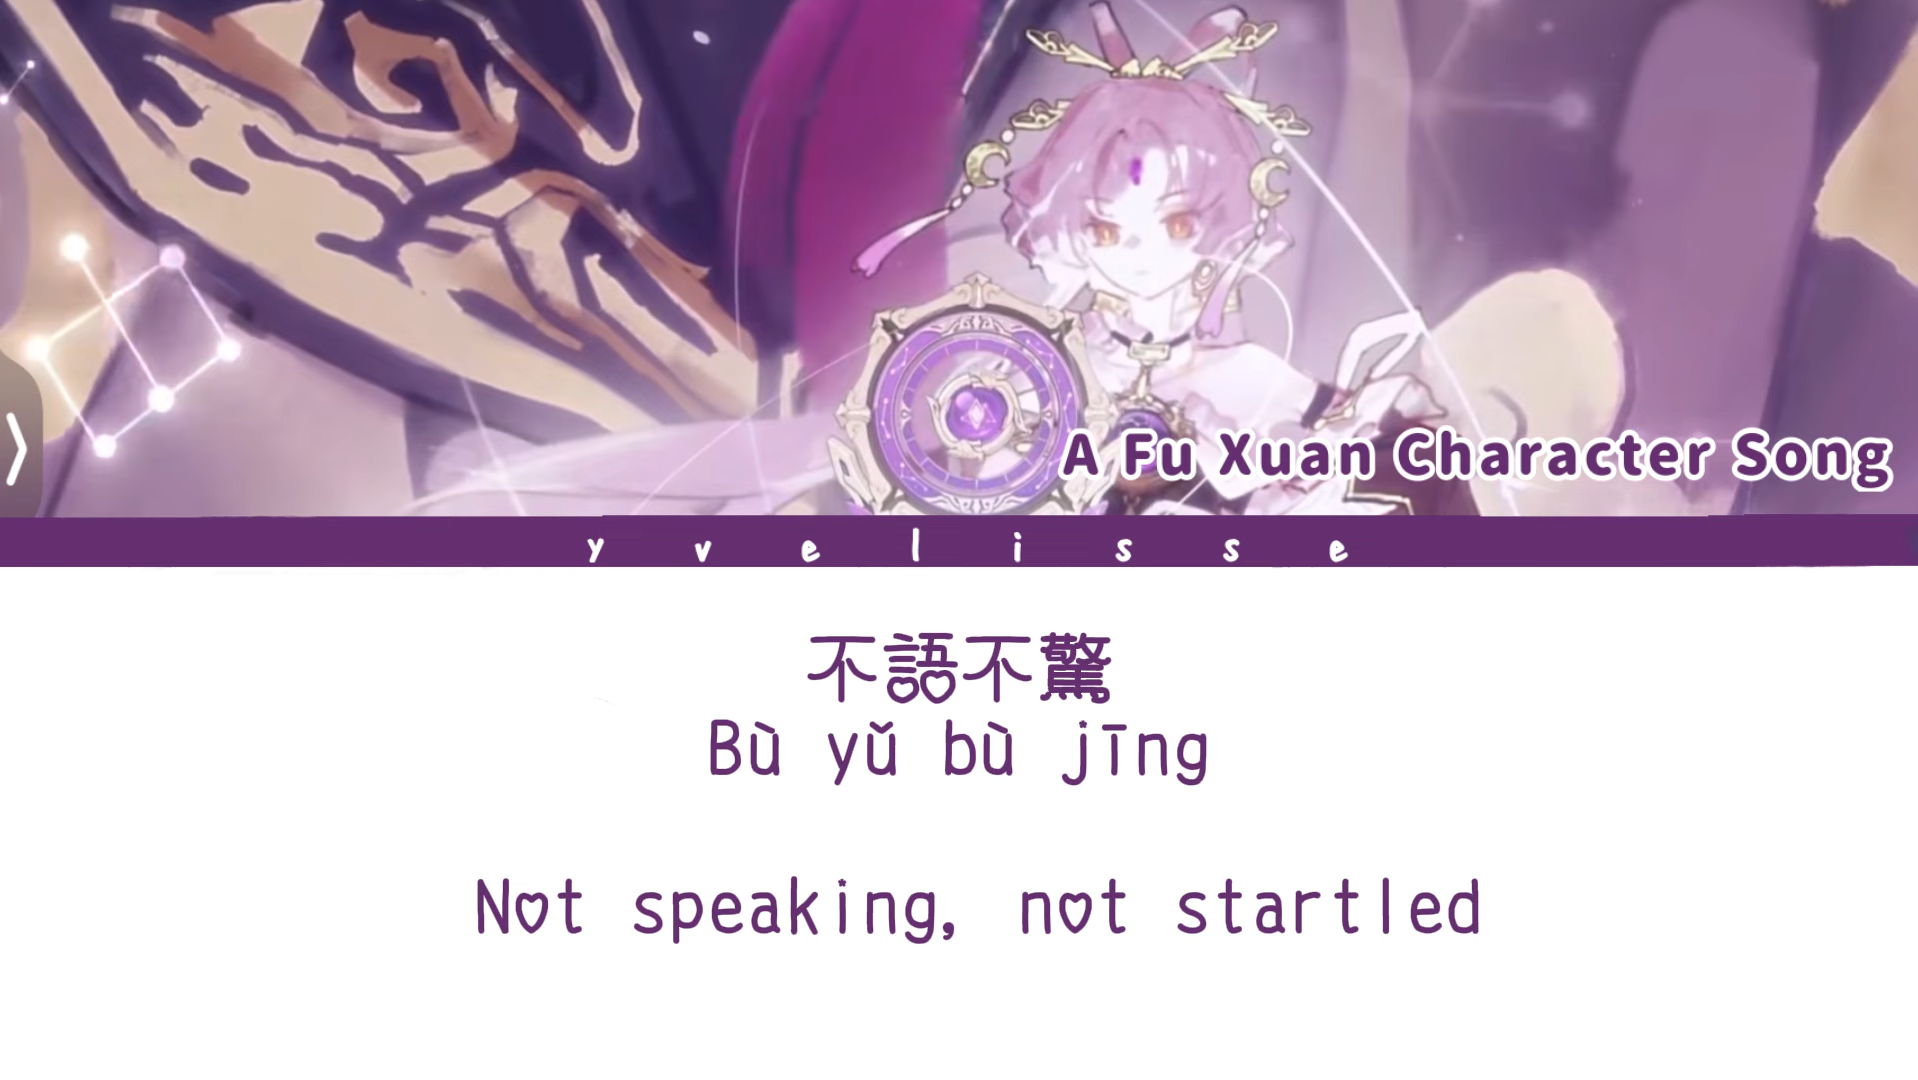 A Fu Xuan Character Song
y v e l i s s e
不語不驚
Bù yǔ bù jīng
Not speaking, not startled